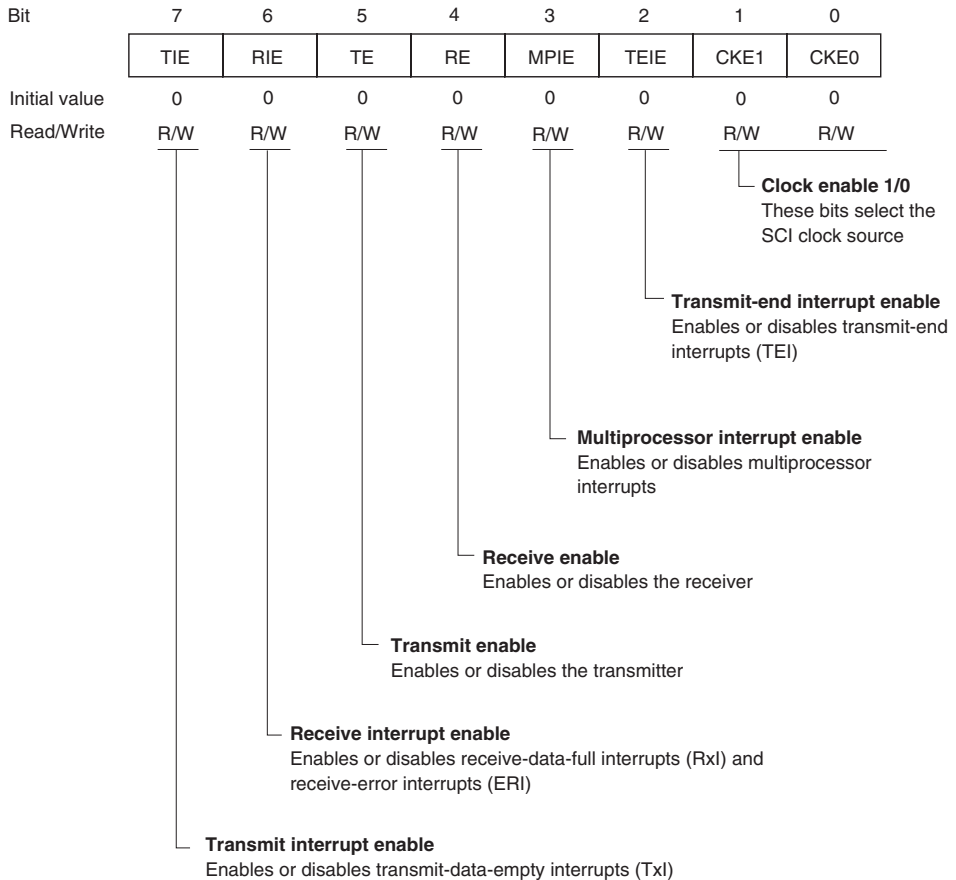 Bit 7 6 5 4 3 2 1 0
TIE RIE TE RE MPIE TEIE CKE1 CKE0
Initial value 0 0 0 0 0 0 0 0
Read/Write R/W R/W R/W R/W R/W R/W R/W R/W
Clock enable 1/0
These bits select the
SCI clock source
Transmit-end interrupt enable
Enables or disables transmit-end
interrupts (TEI)
Multiprocessor interrupt enable
Enables or disables multiprocessor
interrupts
Receive enable
Enables or disables the receiver
Transmit enable
Enables or disables the transmitter
Receive interrupt enable
Enables or disables receive-data-full interrupts (RxI) and
receive-error interrupts (ERI)
Transmit interrupt enable
Enables or disables transmit-data-empty interrupts (TxI)